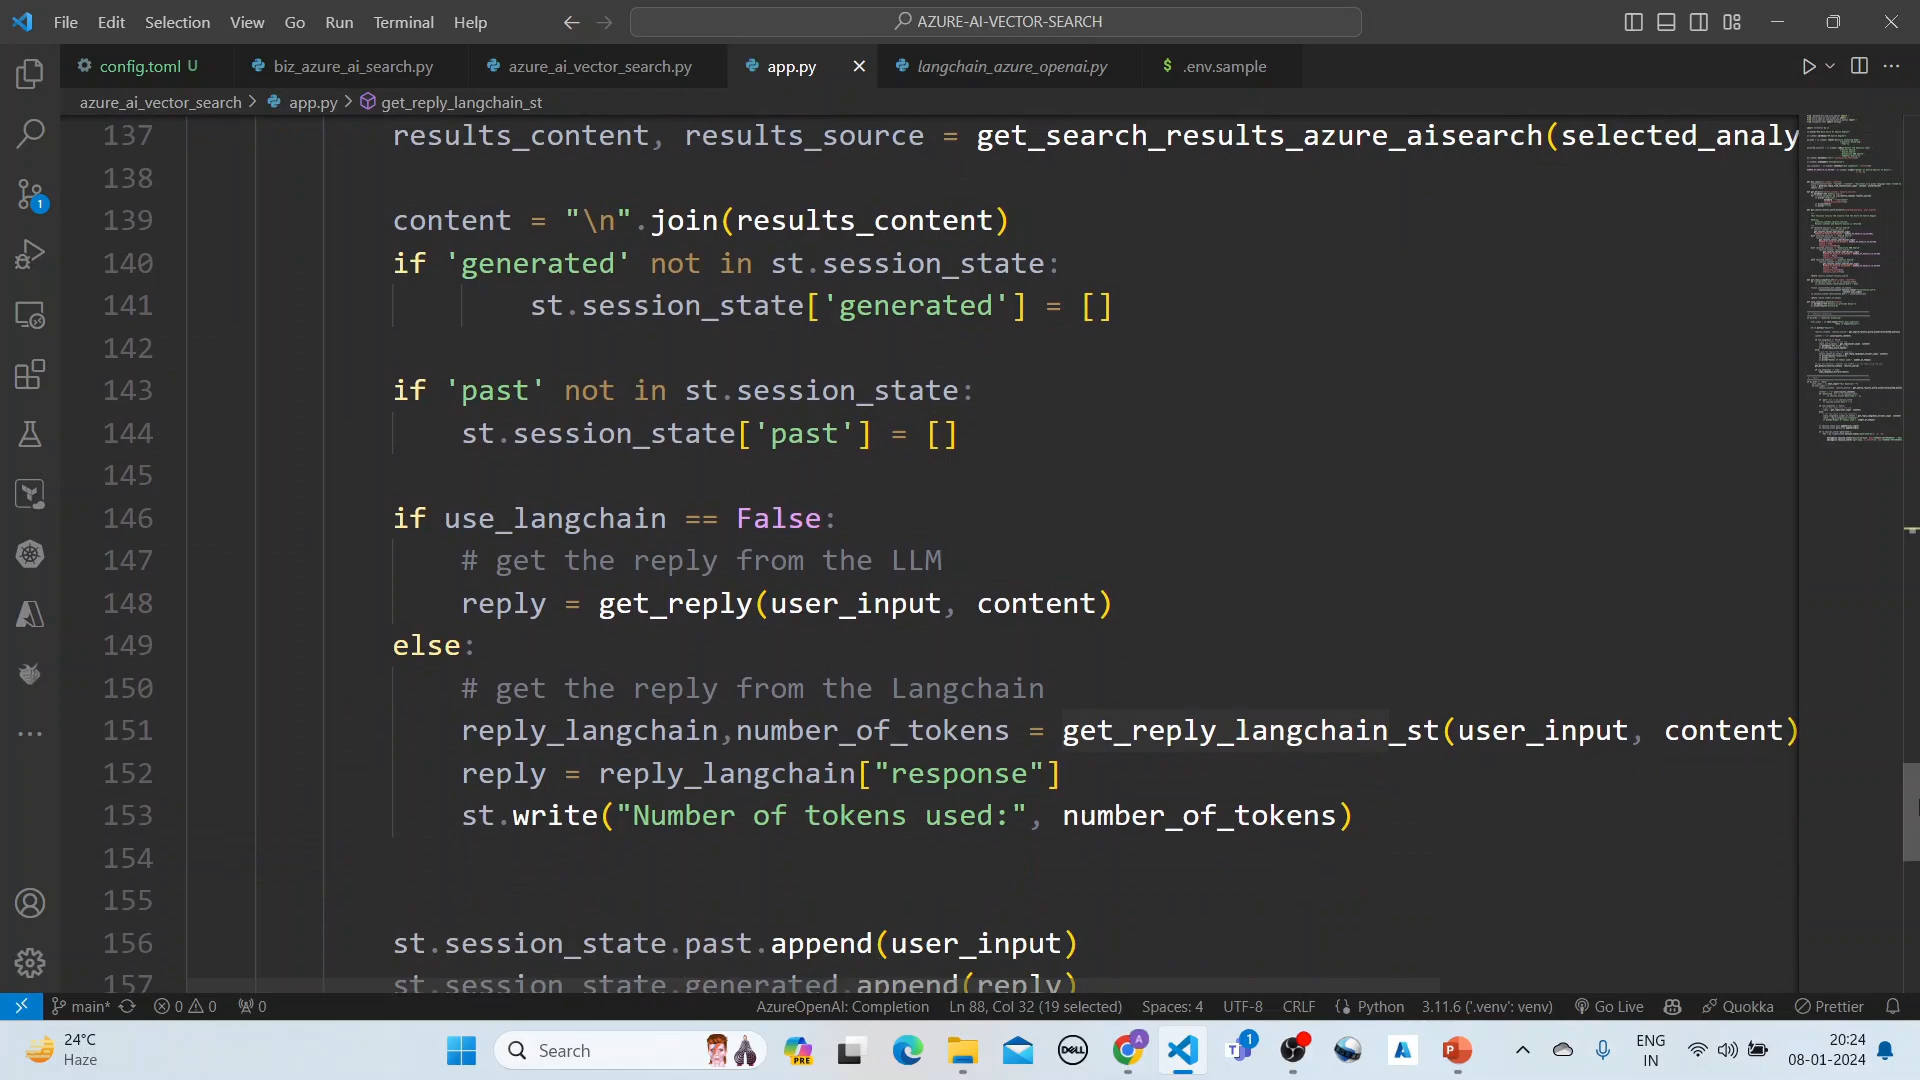 File Edit Selection View Go Run Terminal Help
AZURE-AI-VECTOR-SEARCH
config.toml U
biz_azure_ai_search.py
azure_ai_vector_search.py
app.py
langchain_azure_openai.py
$ .env.sample
azure_ai_vector_search > app.py > get_reply_langchain_st
137 results_content, results_source = get_search_results_azure_aisearch(selected_analy
138
139 content = "\n".join(results_content)
140 if 'generated' not in st.session_state:
141 st.session_state['generated'] = []
142
143 if 'past' not in st.session_state:
144 st.session_state['past'] = []
145
146 if use_langchain == False:
147 # get the reply from the LLM
148 reply = get_reply(user_input, content)
149 else:
150 # get the reply from the Langchain
151 reply_langchain,number_of_tokens = get_reply_langchain_st(user_input, content)
152 reply = reply_langchain["response"]
153 st.write("Number of tokens used:", number_of_tokens)
154
155
156 st.session_state.past.append(user_input)
157 st.session_state.generated.append(reply)
1
main* 0 0 0 AzureOpenAI: Completion Ln 88, Col 32 (19 selected) Spaces: 4 UTF-8 CRLF Python 3.11.6 ('.venv': venv) Go Live Quokka Prettier
24°C
Haze
Search
PRE
DELL
A
1
ENG
IN
20:24
08-01-2024